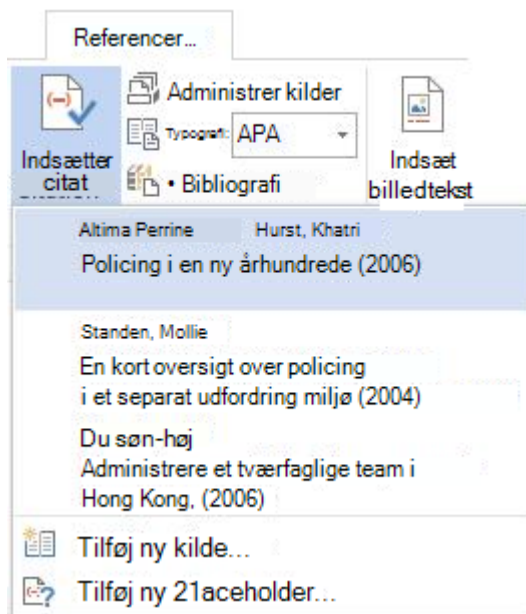 Referencer...
Administrer kilder
Typografi: APA
Indsætter
citat
• Bibliografi
Indsæt
billedtekst
Altima Perrine Hurst, Khatri
Policing i en ny århundrede (2006)
Standen, Mollie
En kort oversigt over policing
i et separat udfordring miljø (2004)
Du søn-høj
Administrere et tværfaglige team i
Hong Kong, (2006)
Tilføj ny kilde...
Tilføj ny 21aceholder...